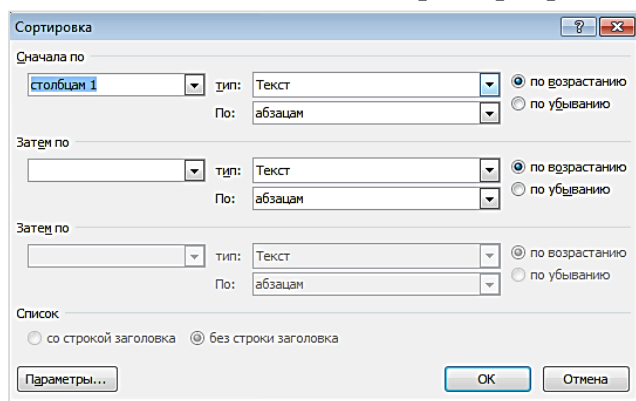 Сортировка
Сначала по
столбцам 1 тип: Текст по возрастанию
По: абзацам по убыванию
Затем по
тип: Текст по возрастанию
По: абзацам по убыванию
Затем по
тип: Текст по возрастанию
По: абзацам по убыванию
Список
со строкой заголовка без строки заголовка
Параметры... ОК Отмена